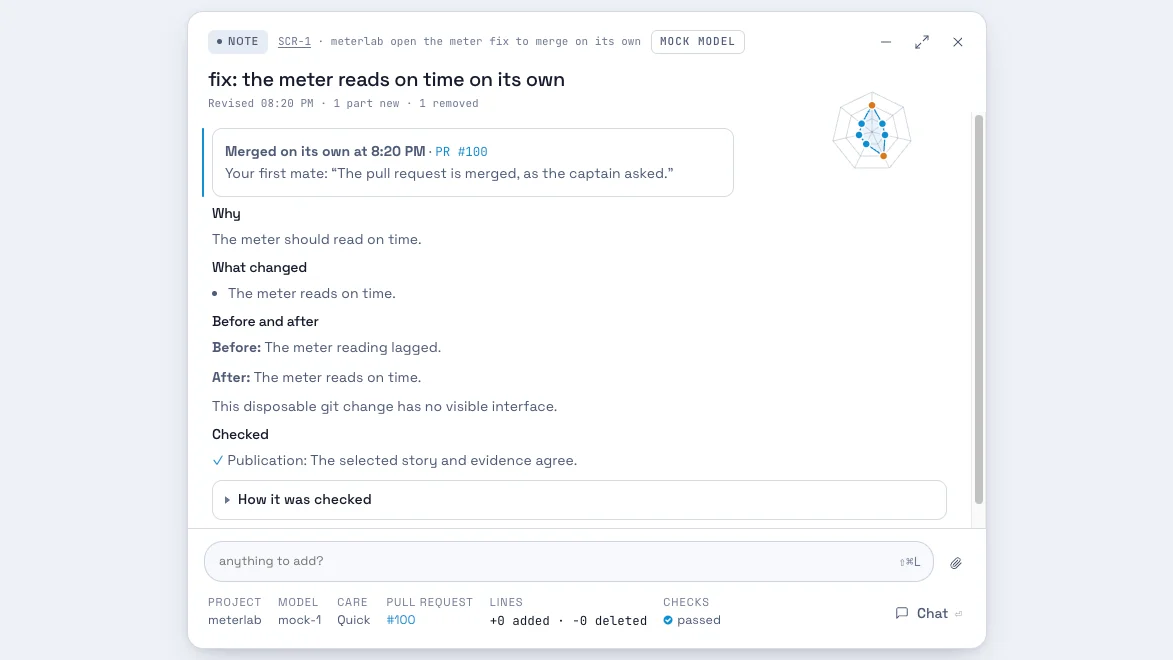 NOTE SCR-1 · meterlab open the meter fix to merge on its own MOCK MODEL
fix: the meter reads on time on its own
Revised 08:20 PM · 1 part new · 1 removed
Merged on its own at 8:20 PM · PR #100
Your first mate: “The pull request is merged, as the captain asked.”
Why
The meter should read on time.
What changed
• The meter reads on time.
Before and after
Before: The meter reading lagged.
After: The meter reads on time.
This disposable git change has no visible interface.
Checked
✓ Publication: The selected story and evidence agree.
How it was checked
anything to add? ⇧⌘L
PROJECT MODEL CARE PULL REQUEST LINES CHECKS
meterlab mock-1 Quick #100 +0 added · -0 deleted passed
Chat ⏎